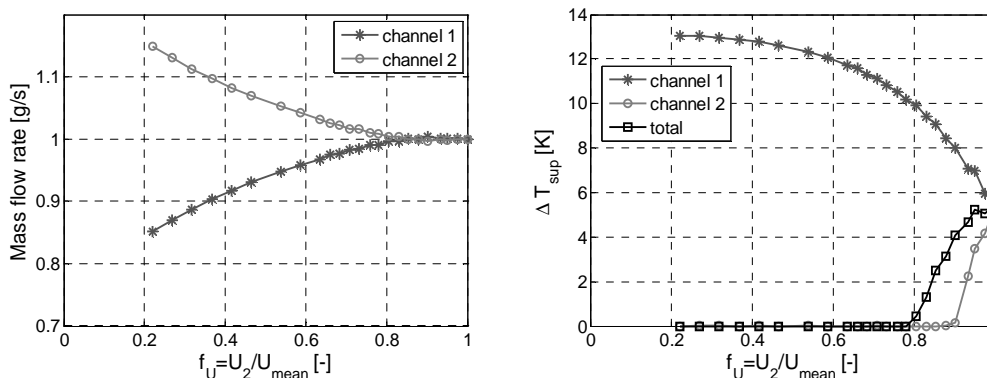 Mass flow rate [g/s]
1.1
1
0.9
0.8
0.7
channel 1
channel 2
0
0.2
0.4
0.6
0.8
1
f_U=U_2/U_mean [-]
Δ T_sup [K]
14
12
10
8
6
4
2
0
channel 1
channel 2
total
0
0.2
0.4
0.6
0.8
f_U=U_2/U_mean [-]